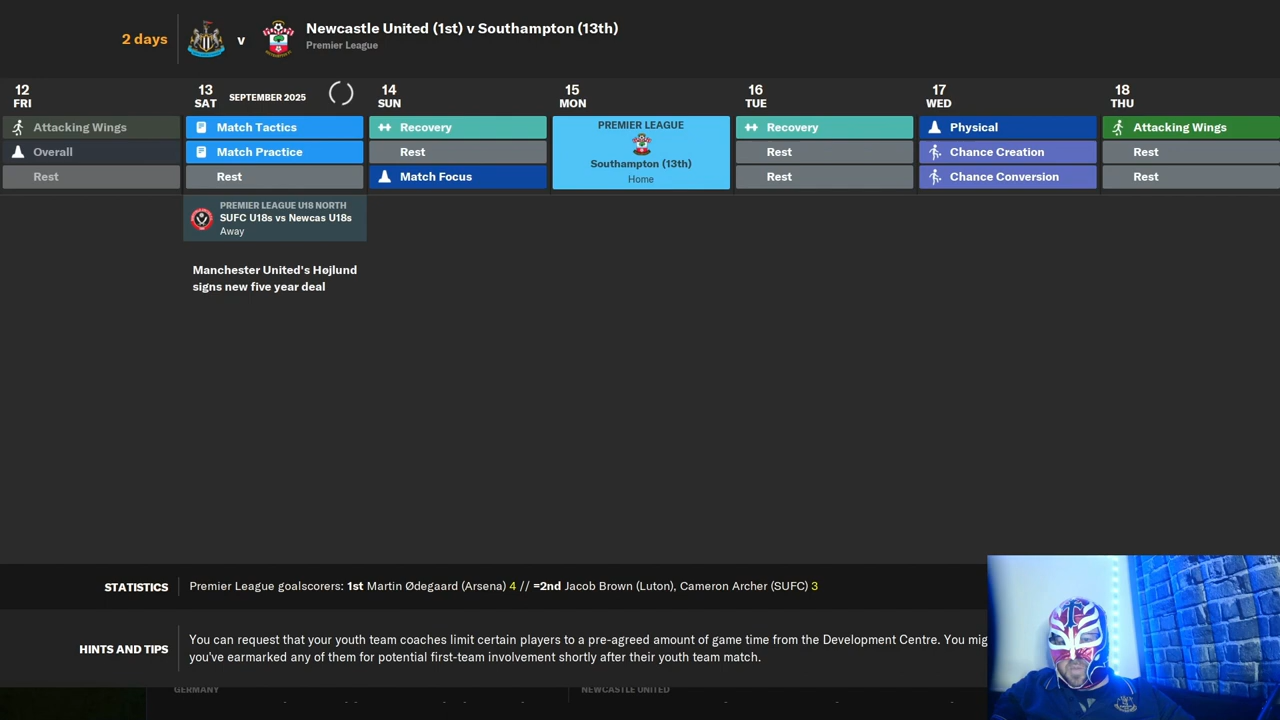 2 days
v
Newcastle United (1st) v Southampton (13th)
Premier League
12
FRI
13
SAT
SEPTEMBER 2025
14
SUN
15
MON
16
TUE
17
WED
18
THU
Attacking Wings
Overall
Rest
Match Tactics
Match Practice
Rest
Recovery
Rest
Match Focus
PREMIER LEAGUE
Southampton (13th)
Home
Recovery
Rest
Rest
Physical
Chance Creation
Chance Conversion
Attacking Wings
Rest
Rest
PREMIER LEAGUE U18 NORTH
SUFC U18s vs Newcas U18s
Away
Manchester United's Højlund
signs new five year deal
STATISTICS
Premier League goalscorers: 1st Martin Ødegaard (Arsena) 4 // =2nd Jacob Brown (Luton), Cameron Archer (SUFC) 3
HINTS AND TIPS
You can request that your youth team coaches limit certain players to a pre-agreed amount of game time from the Development Centre. You mig
you've earmarked any of them for potential first-team involvement shortly after their youth team match.
GERMANY
NEWCASTLE UNITED